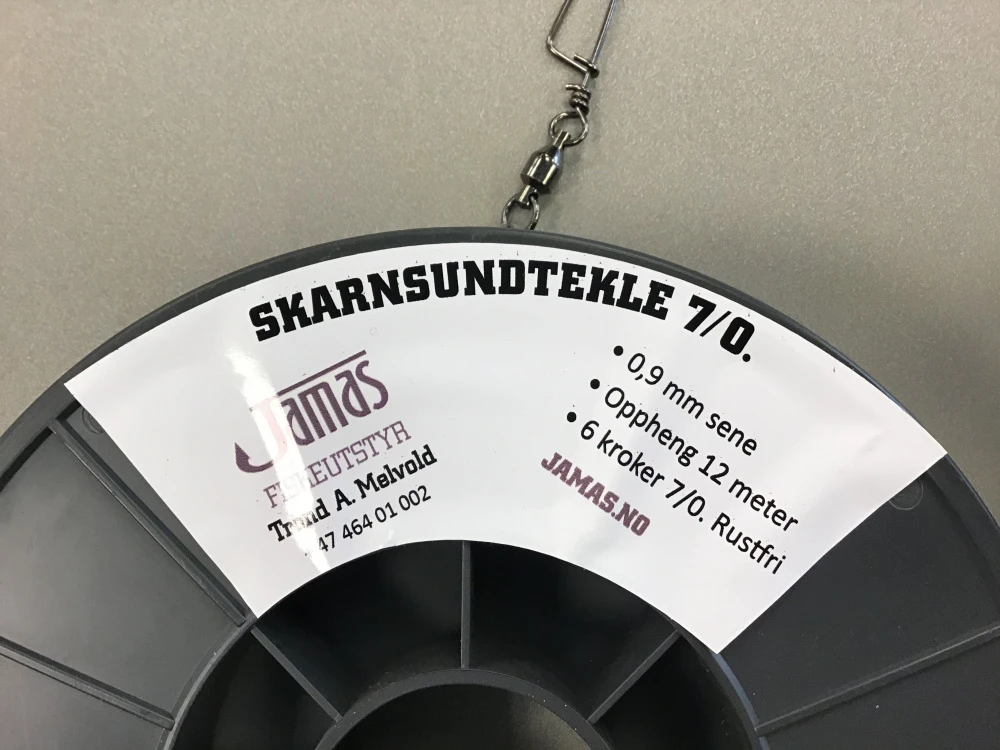 SKARNSUNDTEKLE 7/0.
Jamas
FISKEUTSTYR
Trond A. Mølvold
+47 464 01 002
• 0,9 mm sene
• Oppheng 12 meter
• 6 kroker 7/0. Rustfri
JAMAS.NO